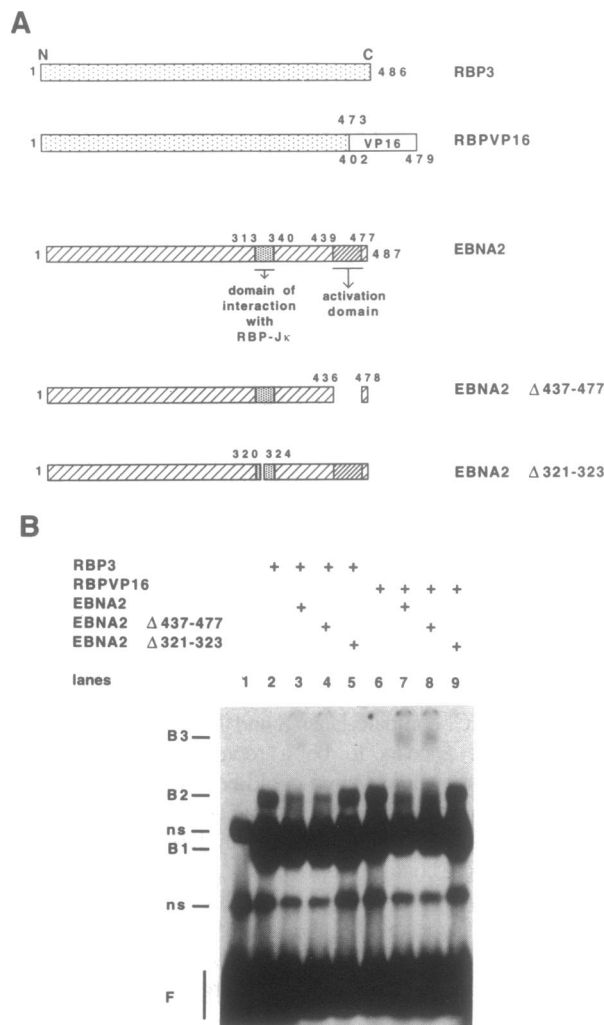 A
N C
1 486 RBP3
473
1 VP16 RBPVP16
402 479
313 340 439 477
1 487 EBNA2
domain of interaction with RBP-Jκ
activation domain
436 478
1 EBNA2 Δ437-477
320 324
1 EBNA2 Δ321-323
B
RBP3 + + + +
RBPVP16 + + + +
EBNA2 + +
EBNA2 Δ437-477 + +
EBNA2 Δ321-323 + +
lanes 1 2 3 4 5 6 7 8 9
B3
B2
ns
B1
ns
F